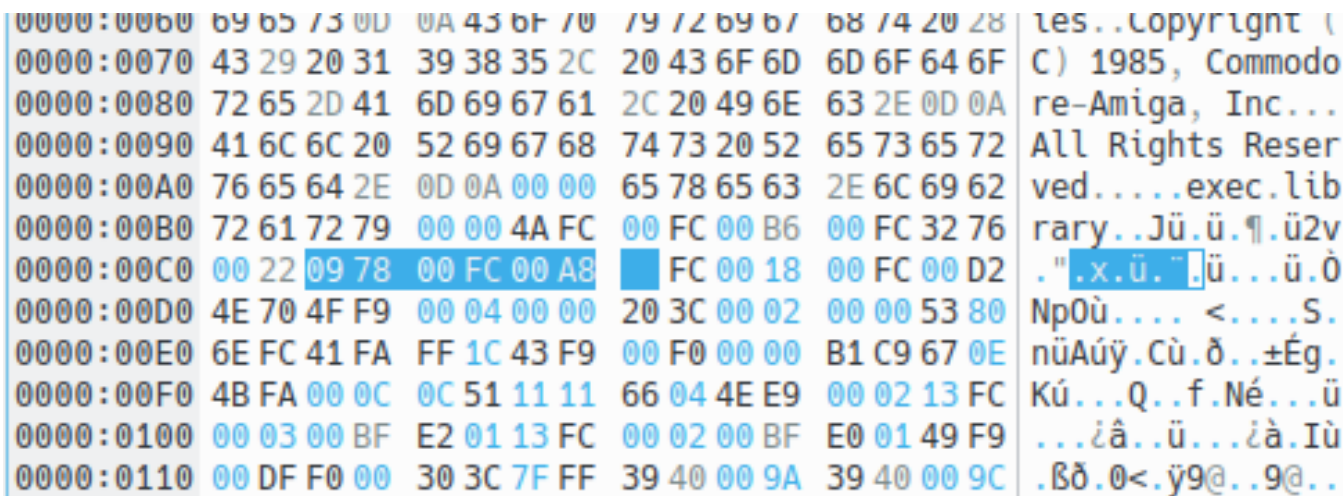 0000:0060 69 65 73 0D 0A 43 6F 70 79 72 69 67 68 74 20 28 ies..Copyright (
0000:0070 43 29 20 31 39 38 35 2C 20 43 6F 6D 6D 6F 64 6F C) 1985, Commodo
0000:0080 72 65 2D 41 6D 69 67 61 2C 20 49 6E 63 2E 0D 0A re-Amiga, Inc...
0000:0090 41 6C 6C 20 52 69 67 68 74 73 20 52 65 73 65 72 All Rights Reser
0000:00A0 76 65 64 2E 0D 0A 00 00 65 78 65 63 2E 6C 69 62 ved.....exec.lib
0000:00B0 72 61 72 79 00 00 4A FC 00 FC 00 B6 00 FC 32 76 rary..Jü.ü.¶.ü2v
0000:00C0 00 22 09 78 00 FC 00 A8 FC 00 18 00 FC 00 D2 .".x.ü.¨.ü...ü.Ò
0000:00D0 4E 70 4F F9 00 04 00 00 20 3C 00 02 00 00 53 80 NpOù.... <....S.
0000:00E0 6E FC 41 FA FF 1C 43 F9 00 F0 00 00 B1 C9 67 0E nüAúÿ.Cù.ð..±Ég.
0000:00F0 4B FA 00 0C 0C 51 11 11 66 04 4E E9 00 02 13 FC Kú...Q..f.Né...ü
0000:0100 00 03 00 BF E2 01 13 FC 00 02 00 BF E0 01 49 F9 ...¿â..ü...¿à.Iù
0000:0110 00 DF F0 00 30 3C 7F FF 39 40 00 9A 39 40 00 9C .ßð.0<.ÿ9@..9@..